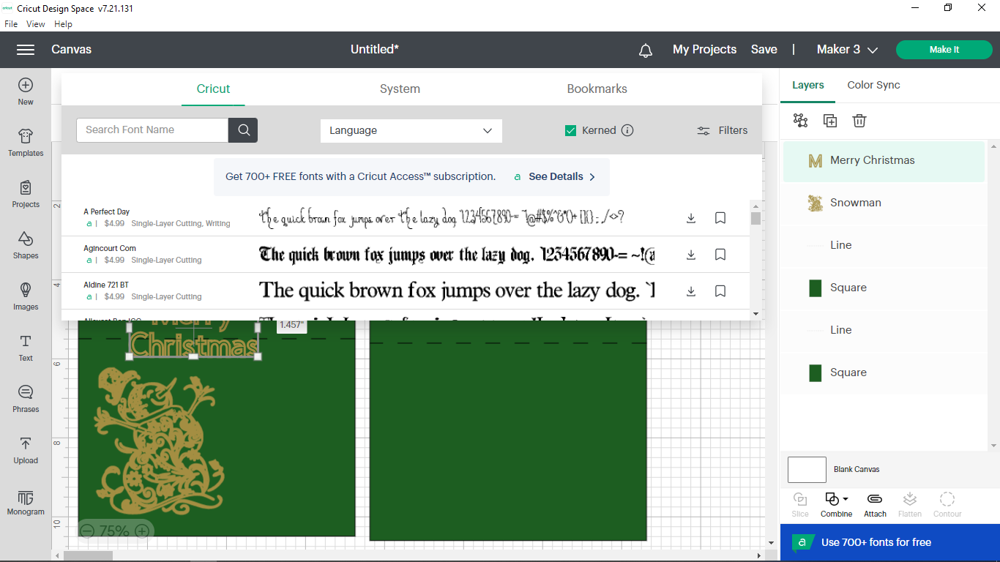 cricut Cricut Design Space v7.21.131
File View Help
Canvas Untitled* My Projects Save | Maker 3 Make It
Cricut System Bookmarks
Layers Color Sync
New
Search Font Name Language Kerned Filters
Templates
Get 700+ FREE fonts with a Cricut Access™ subscription. a See Details
M Merry Christmas
Projects
Snowman
A Perfect Day
a | $4.99 Single-Layer Cutting, Writing
the quick brown fox jumps over the lazy dog
Line
Shapes
Agincourt Com
a | $4.99 Single-Layer Cutting
The quick brown fox jumps over the lazy dog. `1234567890-= ~!(a
Images
Aldine 721 BT
a | $4.99 Single-Layer Cutting
The quick brown fox jumps over the lazy dog. `1
Square
Text
Merry
Christmas
1.457"
Line
Phrases
Square
Upload
Monogram
2
4
6
8
10
75%
Blank Canvas
Slice Combine Attach Flatten Contour
a Use 700+ fonts for free